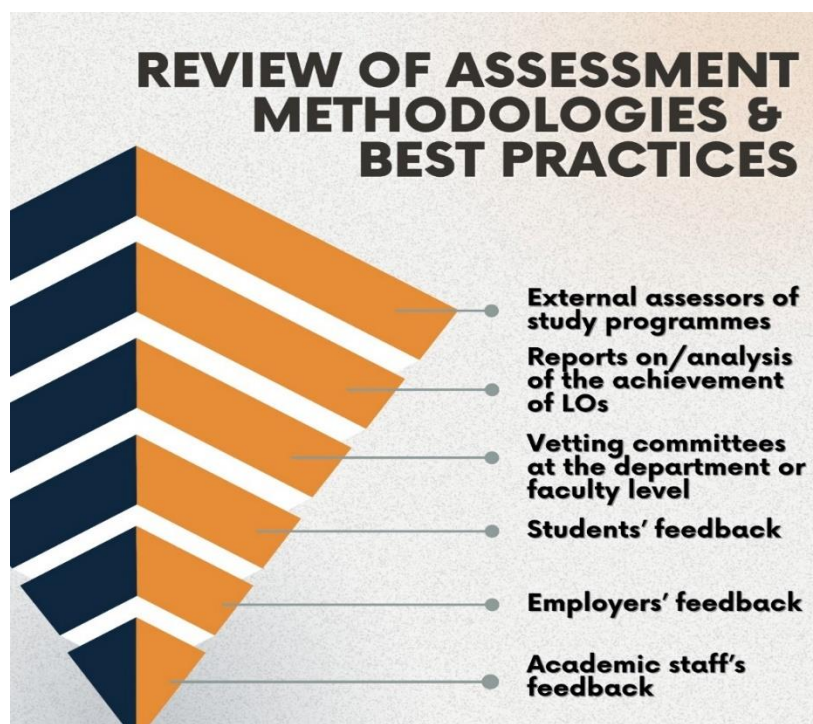 REVIEW OF ASSESSMENT
METHODOLOGIES &
BEST PRACTICES
External assessors of
study programmes
Reports on/analysis
of the achievement
of LOs
Vetting committees
at the department or
faculty level
Students’ feedback
Employers’ feedback
Academic staff’s
feedback